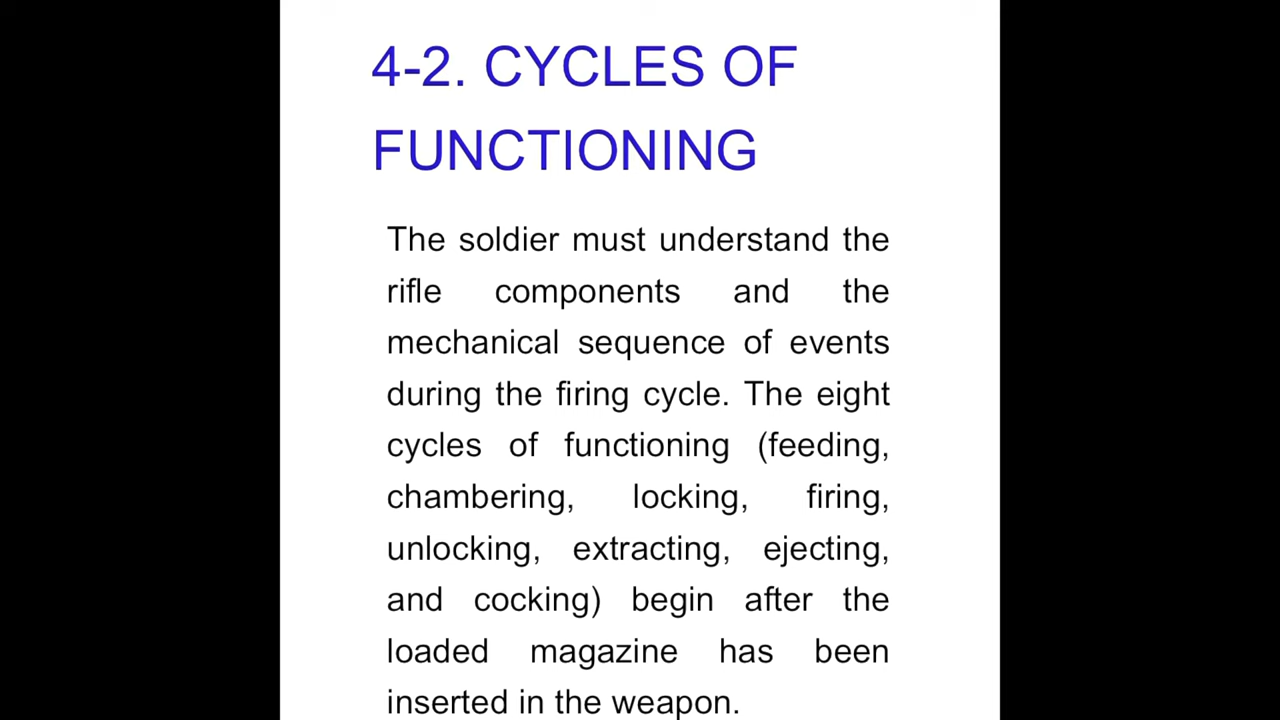 4-2. CYCLES OF
FUNCTIONING
The soldier must understand the
rifle components and the
mechanical sequence of events
during the firing cycle. The eight
cycles of functioning (feeding,
chambering, locking, firing,
unlocking, extracting, ejecting,
and cocking) begin after the
loaded magazine has been
inserted in the weapon.